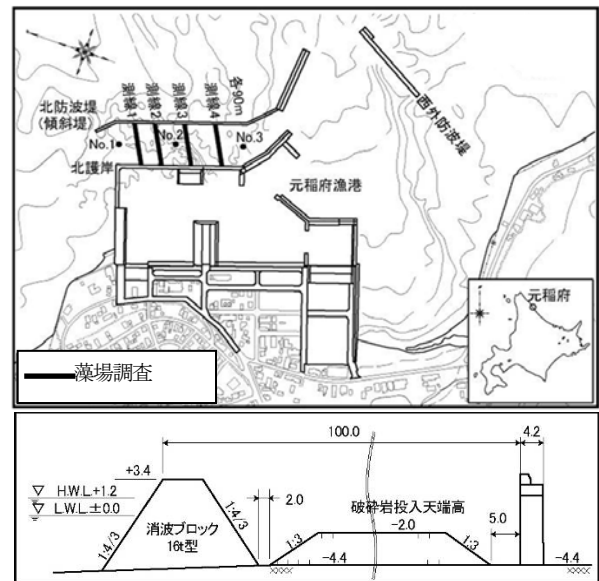 測線1
測線2
測線3
測線4
各90m
北防波堤
(傾斜堤)
No.1
No.2
No.3
西外防波堤
北護岸
元稲府漁港
元稲府
藻場調査
100.0
4.2
+3.4
H.W.L.+1.2
L.W.L.±0.0
1:4/3
1:4/3
消波ブロック
16t型
2.0
破砕岩投入天端高
1:3
-2.0
1:3
5.0
-4.4
-4.4